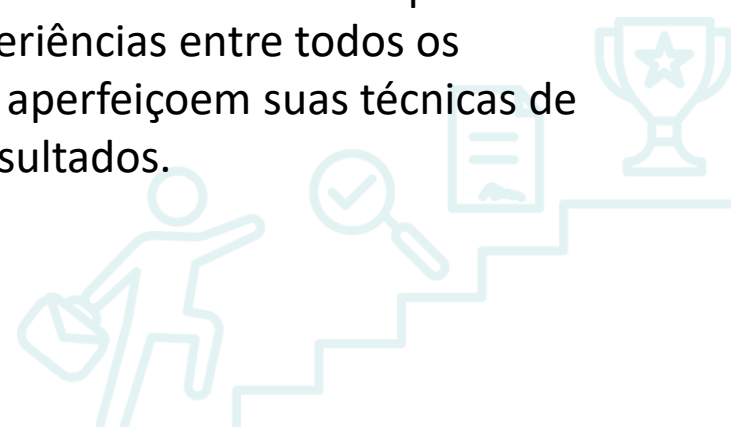 eriências entre todos os
aperfeiçoem suas técnicas de
sultados.